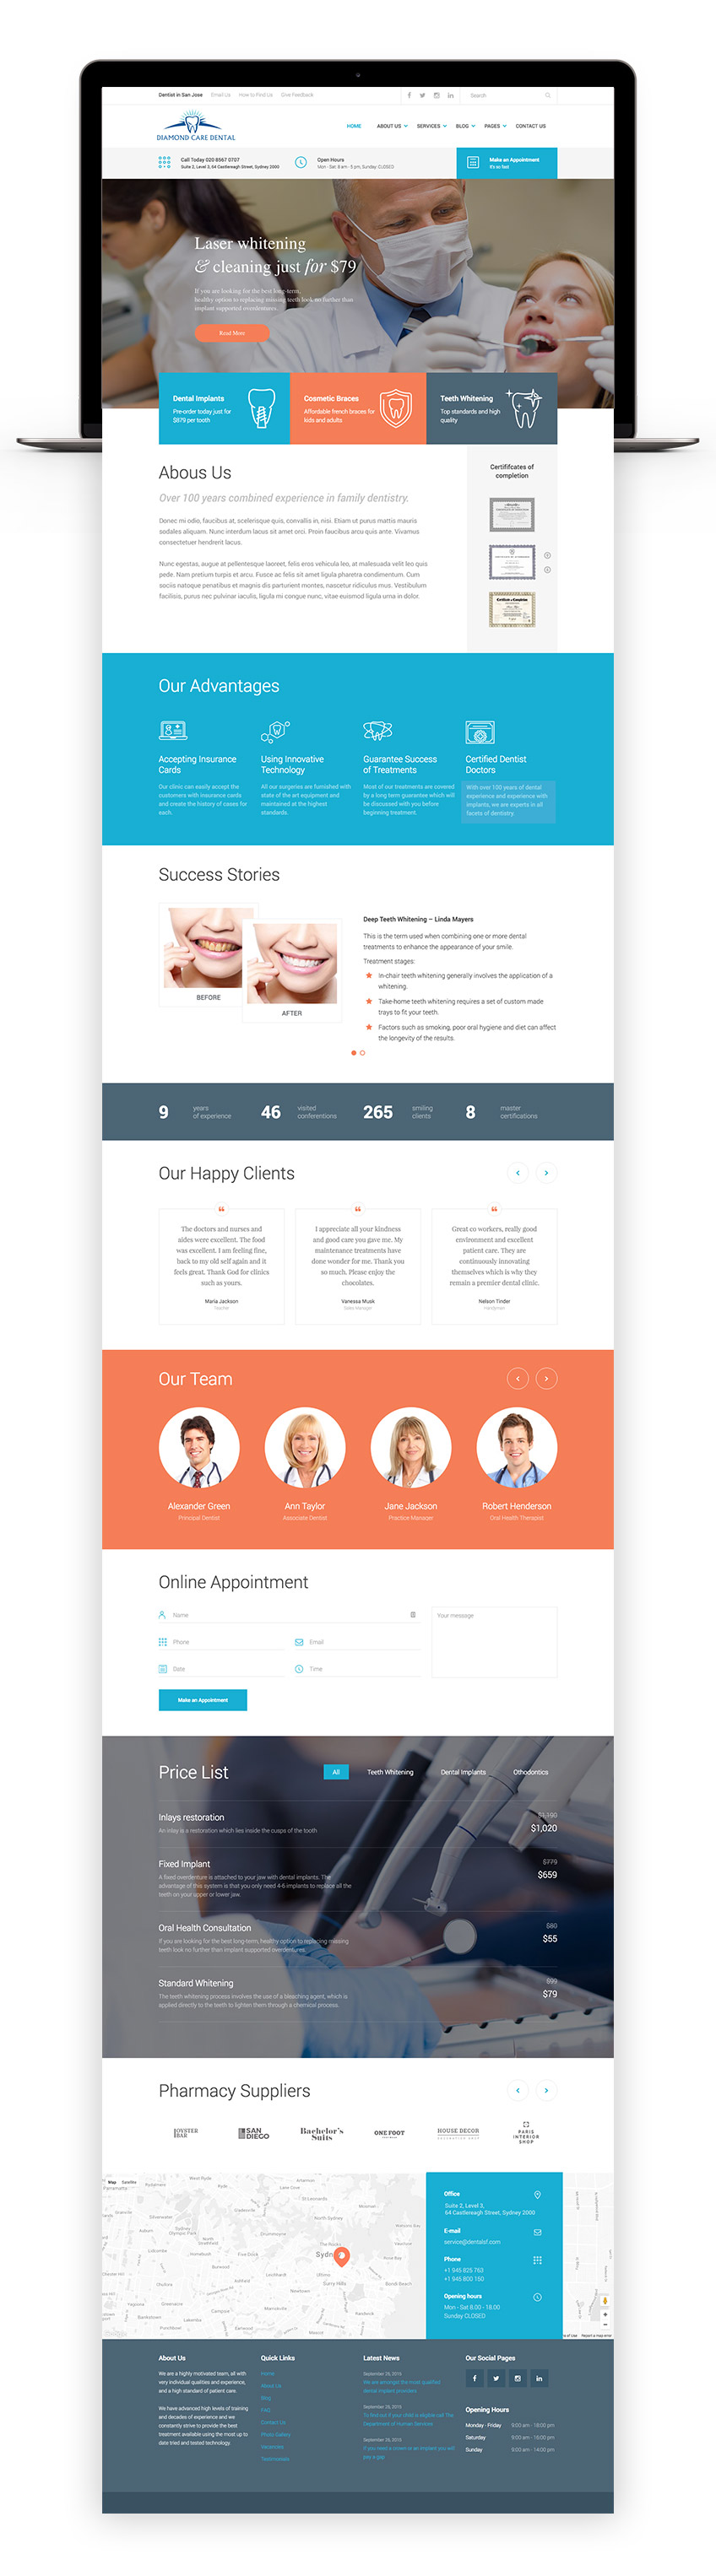 Dentist in San Jose Email Us How to Find Us Give Feedback Search
DIAMOND CARE DENTAL
HOME ABOUT US SERVICES BLOG PAGES CONTACT US
Call Today 020 8567 0707
Suite 2, Level 3, 64 Castlereagh Street, Sydney 2000
Open Hours
Mon - Sat: 8 am - 5 pm, Sunday CLOSED
Make an Appointment
It's so fast
Laser whitening
& cleaning just for $79
If you are looking for the best long-term,
healthy option to replacing missing teeth look no further than
implant supported overdentures.
Read More
Dental Implants
Pre-order today just for
$879 per tooth
Cosmetic Braces
Affordable french braces for
kids and adults
Teeth Whitening
Top standards and high
quality
Abous Us
Over 100 years combined experience in family dentistry.
Donec mi odio, faucibus at, scelerisque quis, convallis in, nisi. Etiam st purus mattis mauris
sodales aliquam. Nunc interdum lacus sit amet orci. Proin faucibus arcu quis ante. Vivamus
consectetuer hendrerit lacus.
Nunc egestas, augue at pellentesque laoreet, felis eros vehicula leo, at malesuada velit leo quis
pede. Nam pretium turpis et arcu. Fusce ac felis sit amet ligula pharetra condimentum. Cum
sociis natoque penatibus et magnis dis parturient montes, nascetur ridiculus mus. Vestibulum
facilisis, purus nec pulvinar iaculis, ligula mi congue nunc, vitae euismod ligula urna in dolor.
Certififcates of
completion
Our Advantages
Accepting Insurance
Cards
Our clinic can easily accept the
customers with insurance cards
and create the history of cases for
each.
Using Innovative
Technology
All our surgeries are furnished with
state of the art equipment and
maintained at the highest
standards.
Guarantee Success
of Treatments
Most of our treatments are covered
by a long term guarantee which will
be discussed with you before
beginning treatment.
Certified Dentist
Doctors
With over 100 years of dental
experience and experience with
implants, we are experts in all
facets of dentistry.
Success Stories
BEFORE
AFTER
Deep Teeth Whitening – Linda Mayers
This is the term used when combining one or more dental
treatments to enhance the appearance of your smile.
Treatment stages:
In-chair teeth whitening generally involves the application of a
whitening.
Take-home teeth whitening requires a set of custom made
trays to fit your teeth.
Factors such as smoking, poor oral hygiene and diet can affect
the longevity of the results.
9 years of experience
46 visited conferentions
265 smiling clients
8 master certifications
Our Happy Clients
The doctors and nurses and
aides were excellent. The food
was excellent. I am feeling fine,
back to my old self again and it
feels great. Thank God for clinics
such as yours.
Maria Jackson
Teacher
I appreciate all your kindness
and good care you gave me. My
maintenance treatments have
done wonder for me. Thank you
so much. Please enjoy the
chocolates.
Vanessa Musk
Sales Manager
Great co workers, really good
environment and excellent
patient care. They are
continuously innovating
themselves which is why they
remain a premier dental clinic.
Nelson Tinder
Handyman
Our Team
Alexander Green
Principal Dentist
Ann Taylor
Associate Dentist
Jane Jackson
Practice Manager
Robert Henderson
Oral Health Therapist
Online Appointment
Name
Phone Email
Date Time
Your message
Make an Appointment
Price List
All Teeth Whitening Dental Implants Othodontics
Inlays restoration
An inlay is a restoration which lies inside the cusps of the tooth
$1,190
$1,020
Fixed Implant
A fixed overdenture is attached to your jaw with dental implants. The
advantage of this system is that you only need 4-6 implants to replace all the
teeth on your upper or lower jaw.
$779
$659
Oral Health Consultation
If you are looking for the best long-term, healthy option to replacing missing
teeth look no further than implant supported overdentures.
$80
$55
Standard Whitening
The teeth whitening process involves the use of a bleaching agent, which is
applied directly to the teeth to lighten them through a chemical process.
$99
$79
Pharmacy Suppliers
OYSTER BAR
SAN DIEGO
Bachelor's Suits
ONE FOOT
HOUSE DECOR
PARIS INTERIOR SHOP
Map Satellite
Sydney
Office
Suite 2, Level 3,
64 Castlereagh Street, Sydney 2000
E-mail
service@dentalsf.com
Phone
+1 945 825 763
+1 945 800 150
Opening hours
Mon - Sat 8.00 - 18.00
Sunday CLOSED
About Us
We are a highly motivated team, all with
very individual qualities and experience,
and a high standard of patient care.
We have advanced high levels of training
and decades of experience and we
constantly strive to provide the best
treatment available using the most up to
date tried and tested technology.
Quick Links
Home
About Us
Blog
FAQ
Contact Us
Photo Gallery
Vacancies
Testimonials
Latest News
September 26, 2015
We are amongst the most qualified
dental implant providers
September 26, 2015
To find out if your child is eligible call The
Department of Human Services
September 26, 2015
If you need a crown or an implant you will
pay a gap
Our Social Pages
Opening Hours
Monday - Friday 9:00 am - 18:00 pm
Saturday 9:00 am - 16:00 pm
Sunday 9:00 am - 14:00 pm